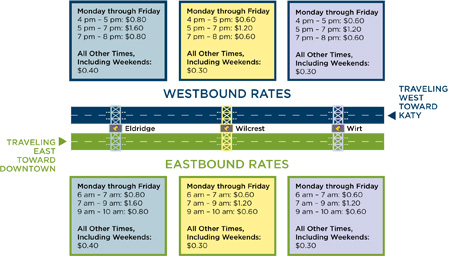 Monday through Friday
4 pm – 5 pm: $0.80
5 pm – 7 pm: $1.60
7 pm – 8 pm: $0.80
All Other Times,
Including Weekends:
$0.40
Monday through Friday
4 pm – 5 pm: $0.60
5 pm – 7 pm: $1.20
7 pm – 8 pm: $0.60
All Other Times,
Including Weekends:
$0.30
Monday through Friday
4 pm – 5 pm: $0.60
5 pm – 7 pm: $1.20
7 pm – 8 pm: $0.60
All Other Times,
Including Weekends:
$0.30
WESTBOUND RATES
TRAVELING
WEST
TOWARD
KATY
Eldridge
Wilcrest
Wirt
TRAVELING
EAST
TOWARD
DOWNTOWN
EASTBOUND RATES
Monday through Friday
6 am – 7 am: $0.80
7 am – 9 am: $1.60
9 am – 10 am: $0.80
All Other Times,
Including Weekends:
$0.40
Monday through Friday
6 am – 7 am: $0.60
7 am – 9 am: $1.20
9 am – 10 am: $0.60
All Other Times,
Including Weekends:
$0.30
Monday through Friday
6 am – 7 am: $0.60
7 am – 9 am: $1.20
9 am – 10 am: $0.60
All Other Times,
Including Weekends:
$0.30